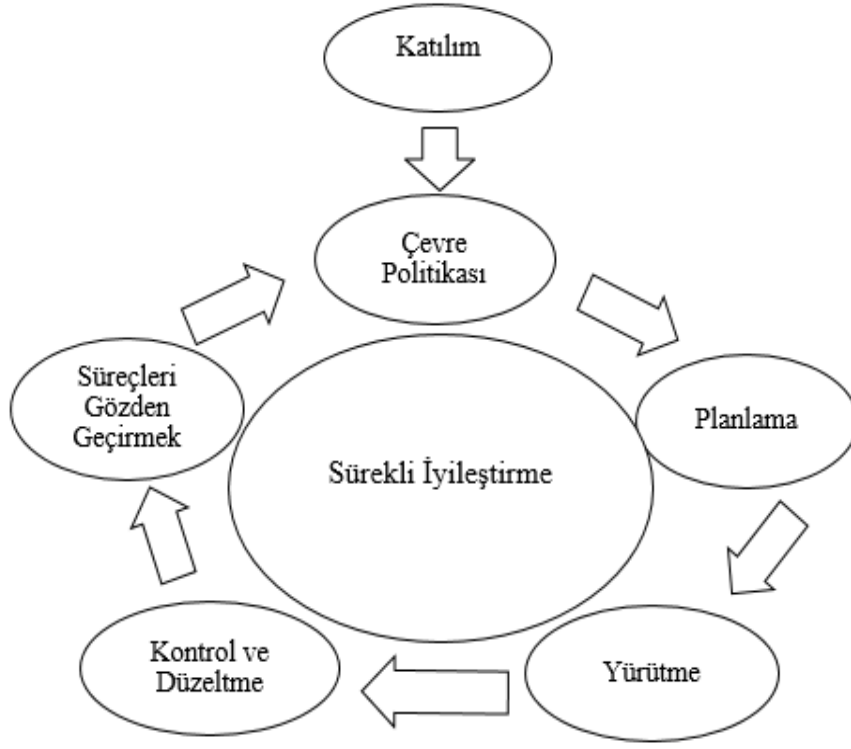 Katılım
Çevre
Politikası
Süreçleri
Gözden
Geçirmek
Planlama
Sürekli İyileştirme
Kontrol ve
Düzeltme
Yürütme